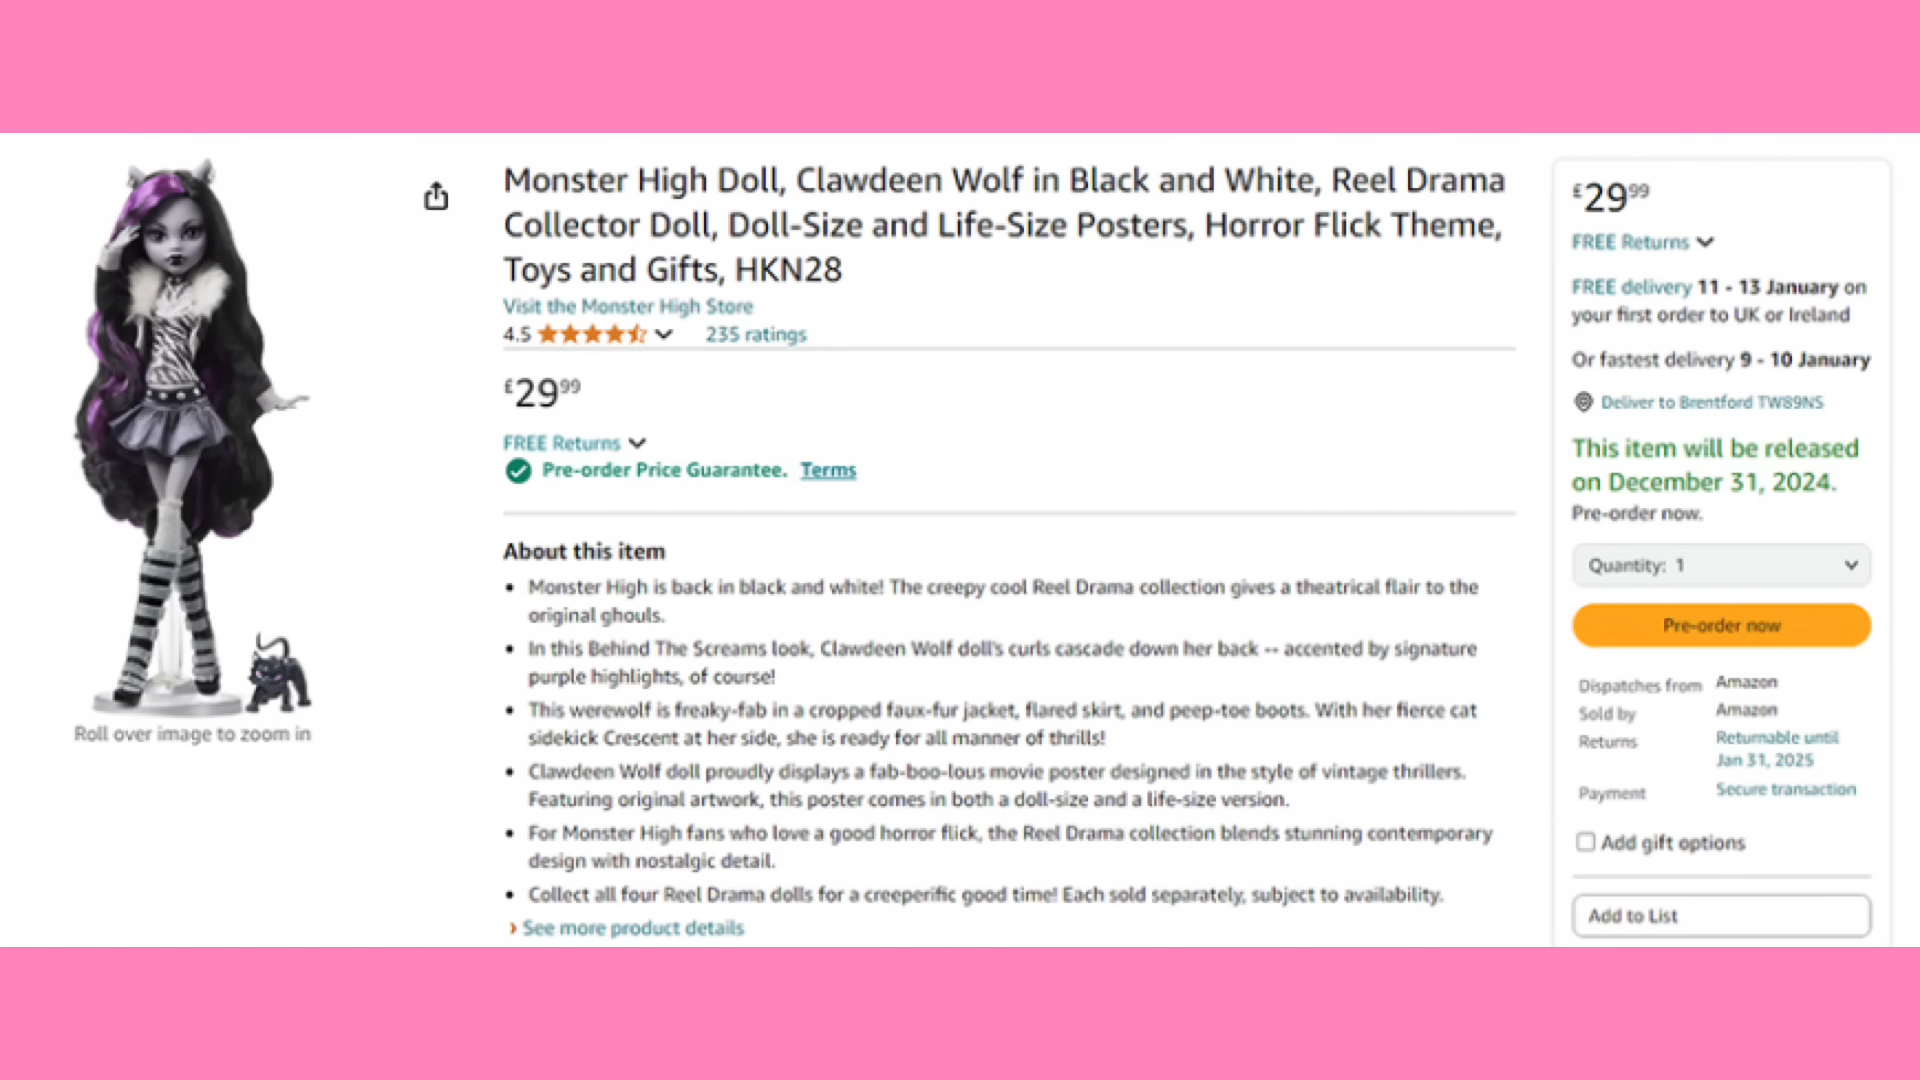 Monster High Doll, Clawdeen Wolf in Black and White, Reel Drama
Collector Doll, Doll-Size and Life-Size Posters, Horror Flick Theme,
Toys and Gifts, HKN28
Visit the Monster High Store
4.5 235 ratings
£2999
FREE Returns
Pre-order Price Guarantee. Terms
About this item
• Monster High is back in black and white! The creepy cool Reel Drama collection gives a theatrical flair to the
original ghouls.
• In this Behind The Screams look, Clawdeen Wolf doll's curls cascade down her back -- accented by signature
purple highlights, of course!
• This werewolf is freaky-fab in a cropped faux-fur jacket, flared skirt, and peep-toe boots. With her fierce cat
sidekick Crescent at her side, she is ready for all manner of thrills!
• Clawdeen Wolf doll proudly displays a fab-boo-lous movie poster designed in the style of vintage thrillers.
Featuring original artwork, this poster comes in both a doll-size and a life-size version.
• For Monster High fans who love a good horror flick, the Reel Drama collection blends stunning contemporary
design with nostalgic detail.
• Collect all four Reel Drama dolls for a creeperific good time! Each sold separately, subject to availability.
› See more product details
Roll over image to zoom in
£2999
FREE Returns
FREE delivery 11 - 13 January on
your first order to UK or Ireland
Or fastest delivery 9 - 10 January
Deliver to Brentford TW89NS
This item will be released
on December 31, 2024.
Pre-order now.
Quantity: 1
Pre-order now
Dispatches from Amazon
Sold by Amazon
Returns Returnable until
Jan 31, 2025
Payment Secure transaction
Add gift options
Add to List